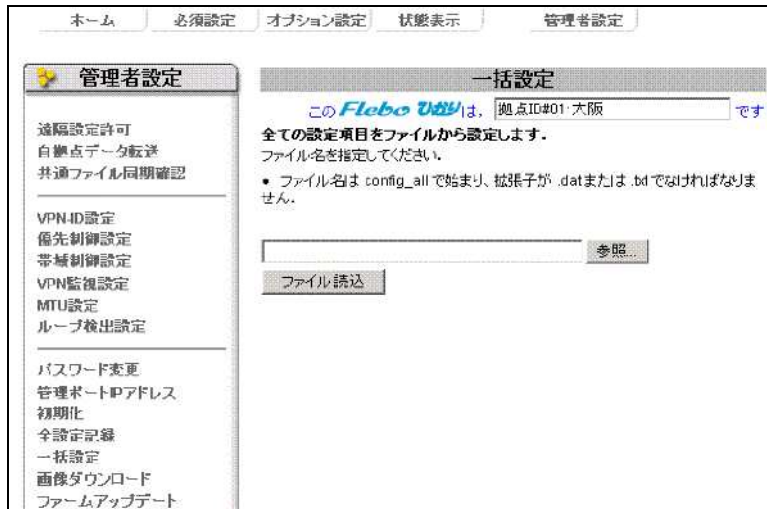 ホーム 必須設定 オプション設定 状態表示 管理者設定
管理者設定
遠隔設定許可
自拠点データ転送
共通ファイル同期確認
VPN-ID設定
優先制御設定
帯域制御設定
VPN監視設定
MTU設定
ループ検出設定
パスワード変更
管理ポートIPアドレス
初期化
全設定記録
一括設定
画像ダウンロード
ファームアップデート
一括設定
この Flebo ひかり は, 拠点ID#01-大阪 です
全ての設定項目をファイルから設定します.
ファイル名を指定してください.
• ファイル名は config_all で始まり、拡張子が .datまたは .txt でなければなりま
せん.
参照...
ファイル読込